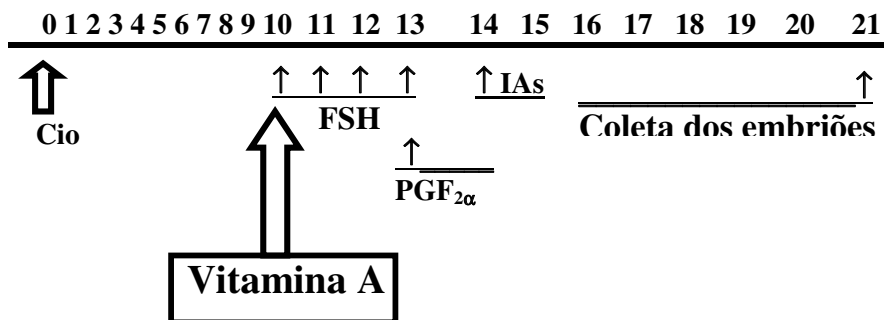 0 1 2 3 4 5 6 7 8 9 10 11 12 13 14 15 16 17 18 19 20 21
↑ ↑ ↑ ↑ ↑ IAs ↑
Cio FSH Coleta dos embriões
↑
PGF2α
Vitamina A